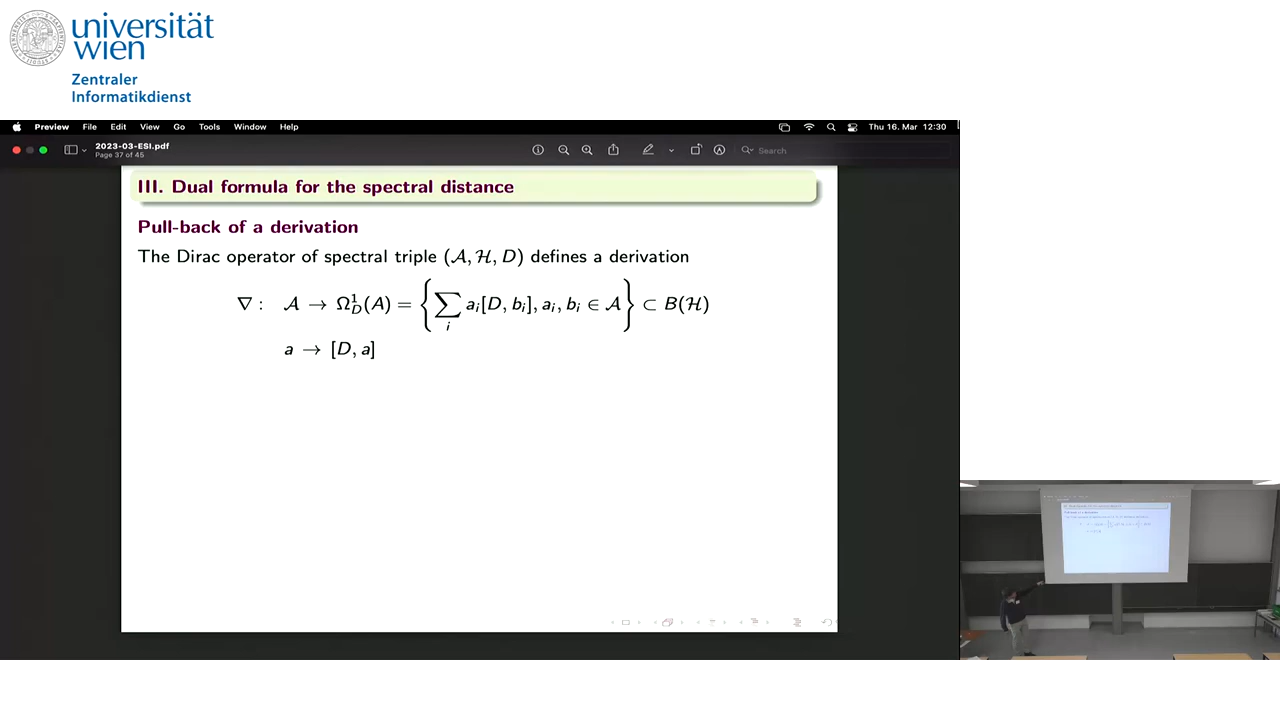 universität
wien
Zentraler
Informatikdienst
Preview File Edit View Go Tools Window Help Thu 16. Mar 12:30
2023-03-ESI.pdf
Page 37 of 45
Search
III. Dual formula for the spectral distance
Pull-back of a derivation
The Dirac operator of spectral triple (𝒜, ℋ, D) defines a derivation
∇ : 𝒜 → Ω¹_D(A) = { ∑_i a_i[D, b_i], a_i, b_i ∈ 𝒜 } ⊂ B(ℋ)
a → [D, a]